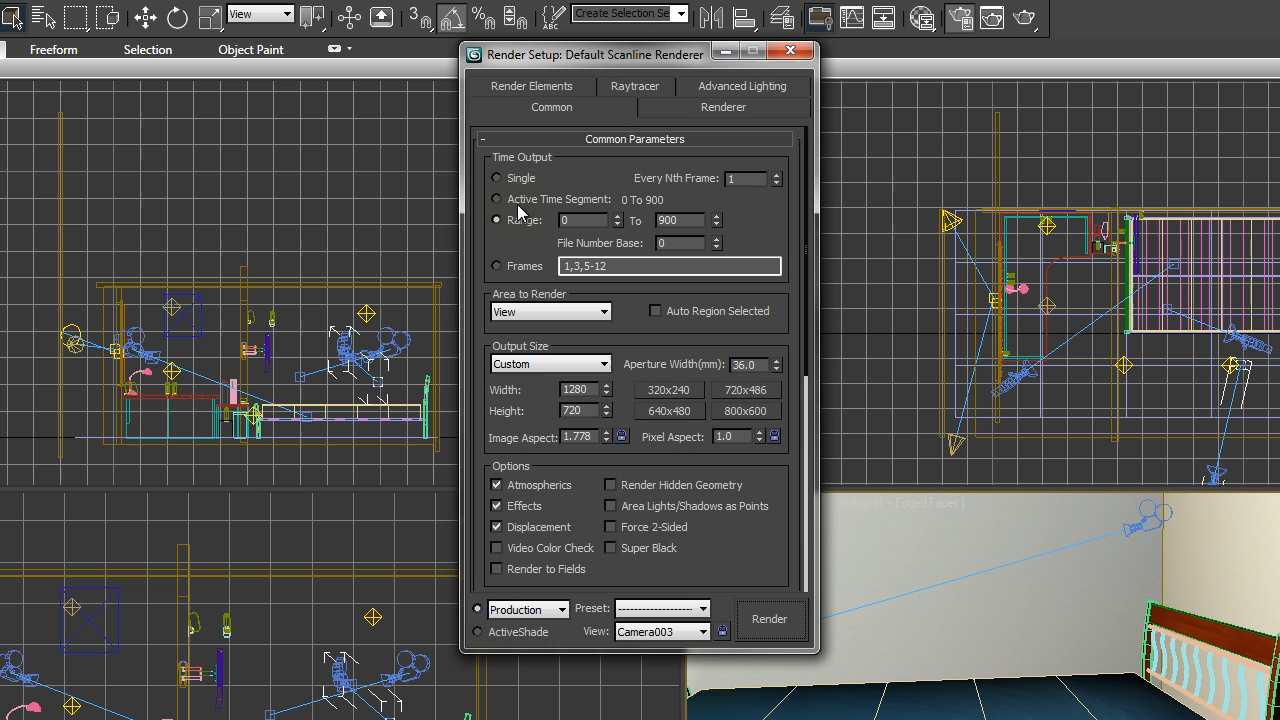 View
3
ABC
Create Selection Se
Freeform
Selection
Object Paint
Render Setup: Default Scanline Renderer
Render Elements
Raytracer
Advanced Lighting
Common
Renderer
- Common Parameters
Time Output
Single
Every Nth Frame: 1
Active Time Segment: 0 To 900
Range: 0 To 900
File Number Base: 0
Frames 1,3,5-12
Area to Render
View
Auto Region Selected
Output Size
Custom
Aperture Width(mm): 36.0
Width: 1280
320x240
720x486
Height: 720
640x480
800x600
Image Aspect: 1.778
Pixel Aspect: 1.0
Options
Atmospherics
Render Hidden Geometry
Effects
Area Lights/Shadows as Points
Displacement
Force 2-Sided
Video Color Check
Super Black
Render to Fields
Production
Preset: --------------------
Render
ActiveShade
View: Camera003
+ Edged Faces ]